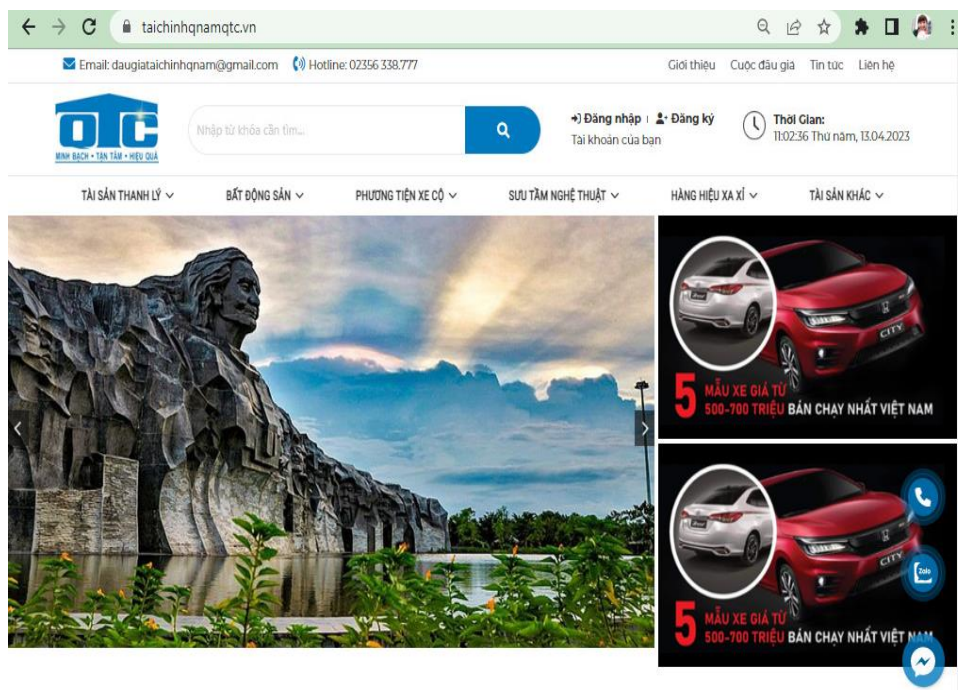 taichinhqnamqtc.vn
Email: daugiataichinhqnam@gmail.com Hotline: 02356 338.777 Giới thiệu Cuộc đấu giá Tin tức Liên hệ
QTC
MINH BẠCH • TẬN TÂM • HIỆU QUẢ
Nhập từ khóa cần tìm...
Đăng nhập | Đăng ký
Tài khoản của bạn
Thời Gian:
11:02:36 Thứ năm, 13.04.2023
TÀI SẢN THANH LÝ BẤT ĐỘNG SẢN PHƯƠNG TIỆN XE CỘ SƯU TẦM NGHỆ THUẬT HÀNG HIỆU XA XỈ TÀI SẢN KHÁC
CITY
5 MẪU XE GIÁ TỪ
500-700 TRIỆU BÁN CHẠY NHẤT VIỆT NAM
CITY
Zalo
5 MẪU XE GIÁ TỪ
500-700 TRIỆU BÁN CHẠY NHẤT VIỆT NAM